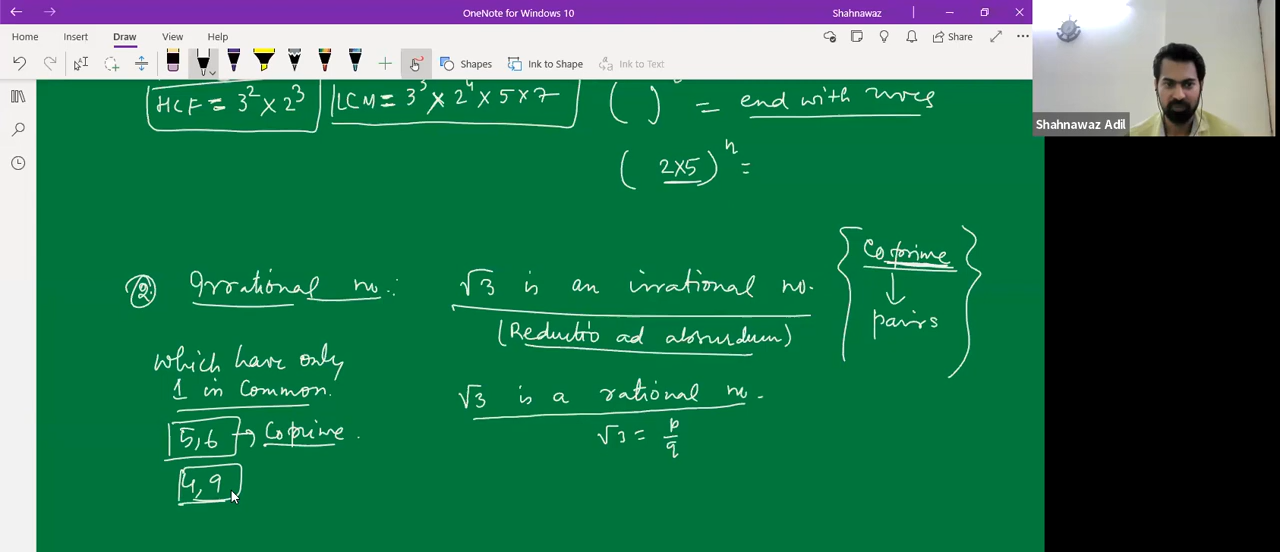 OneNote for Windows 10
Shahnawaz
Home Insert Draw View Help
Share
Shapes Ink to Shape Ink to Text
HCF = 3² × 2³ LCM = 3³ × 2⁴ × 5 × 7 ( ) = end with
(2×5)ⁿ =
Shahnawaz Adil
② Irrational no: √3 is an irrational no.
(Reductio ad absurdum)
Coprime
↓
pairs
which have only
1 in Common.
5,6 → Coprime.
4,9
√3 is a rational no.
√3 = p/q